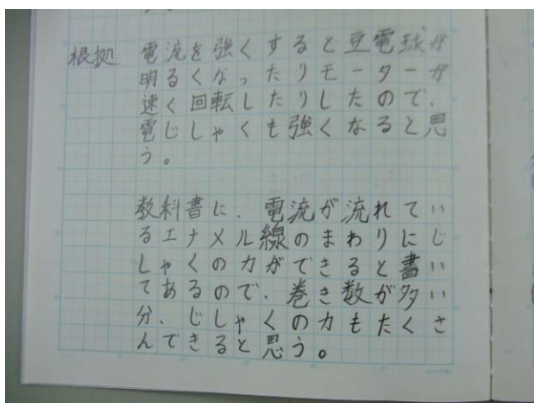 根拠 電流を強くすると豆電球が
明るくなったりモーターが
速く回転したりしたので、
電じしゃくも強くなると思
う。
教科書に、電流が流れてい
るエナメル線のまわりにじ
しゃくの力ができると書い
てあるので、巻き数が多い
分、じしゃくの力もたくさ
んできると思う。